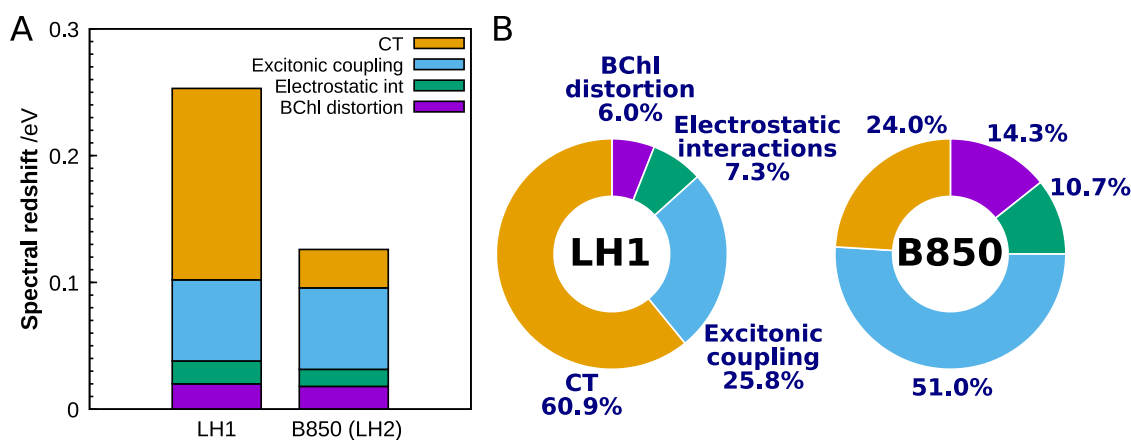 A
Spectral redshift /eV
0.3
0.2
0.1
0
CT
Excitonic coupling
Electrostatic int
BChl distortion
LH1
B850 (LH2)
B
BChl
distortion
6.0%
Electrostatic
interactions
7.3%
LH1
Excitonic
coupling
25.8%
CT
60.9%
24.0%
14.3%
10.7%
B850
51.0%